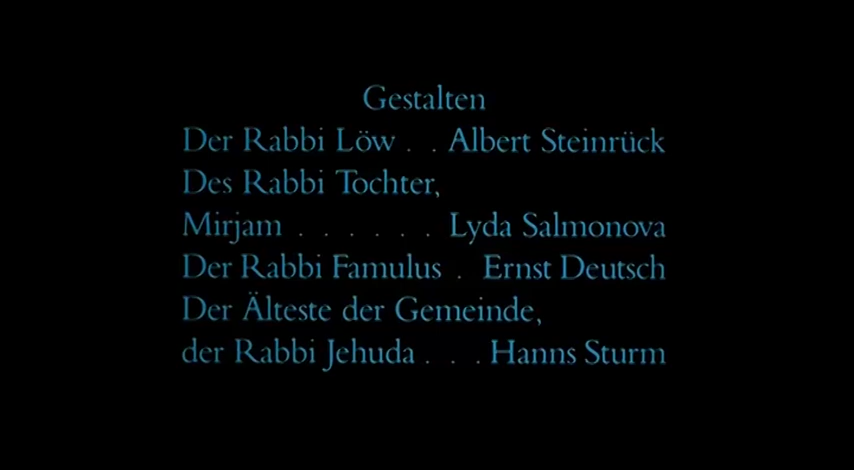 Gestalten
Der Rabbi Löw . . Albert Steinrück
Des Rabbi Tochter,
Mirjam . . . . . . Lyda Salmonova
Der Rabbi Famulus . Ernst Deutsch
Der Älteste der Gemeinde,
der Rabbi Jehuda . . . Hanns Sturm